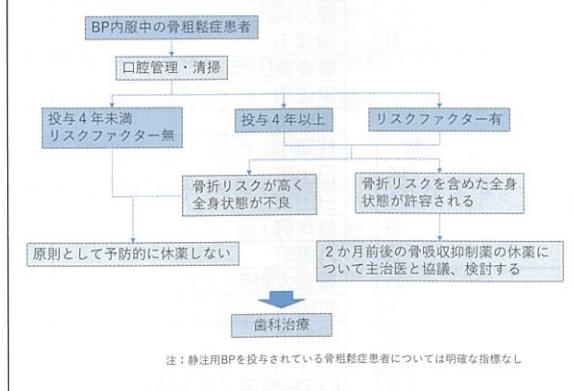 BP内服中の骨粗鬆症患者
口腔管理・清掃
投与4年未満
リスクファクター無
投与4年以上
リスクファクター有
骨折リスクが高く
全身状態が不良
骨折リスクを含めた全身
状態が許容される
原則として予防的に休薬しない
2か月前後の骨吸収抑制薬の休薬に
ついて主治医と協議、検討する
歯科治療
注：静注用BPを投与されている骨粗鬆症患者については明確な指標なし